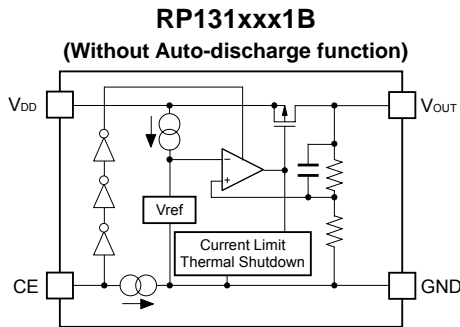 RP131xxx1B
(Without Auto-discharge function)
VDD
VOUT
−
+
Vref
Current Limit
Thermal Shutdown
CE
GND